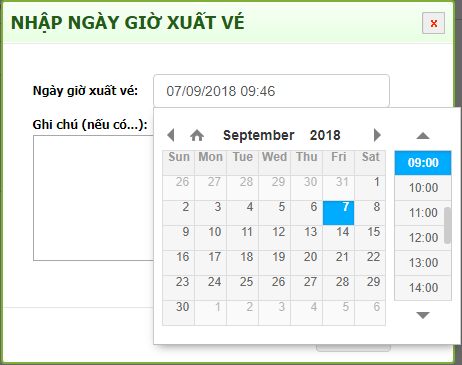 NHẬP NGÀY GIỜ XUẤT VÉ x
Ngày giờ xuất vé: 07/09/2018 09:46
Ghi chú (nếu có...):
September 2018
Sun Mon Tue Wed Thu Fri Sat
26 27 28 29 30 31 1
2 3 4 5 6 7 8
9 10 11 12 13 14 15
16 17 18 19 20 21 22
23 24 25 26 27 28 29
30 1 2 3 4 5 6
09:00
10:00
11:00
12:00
13:00
14:00